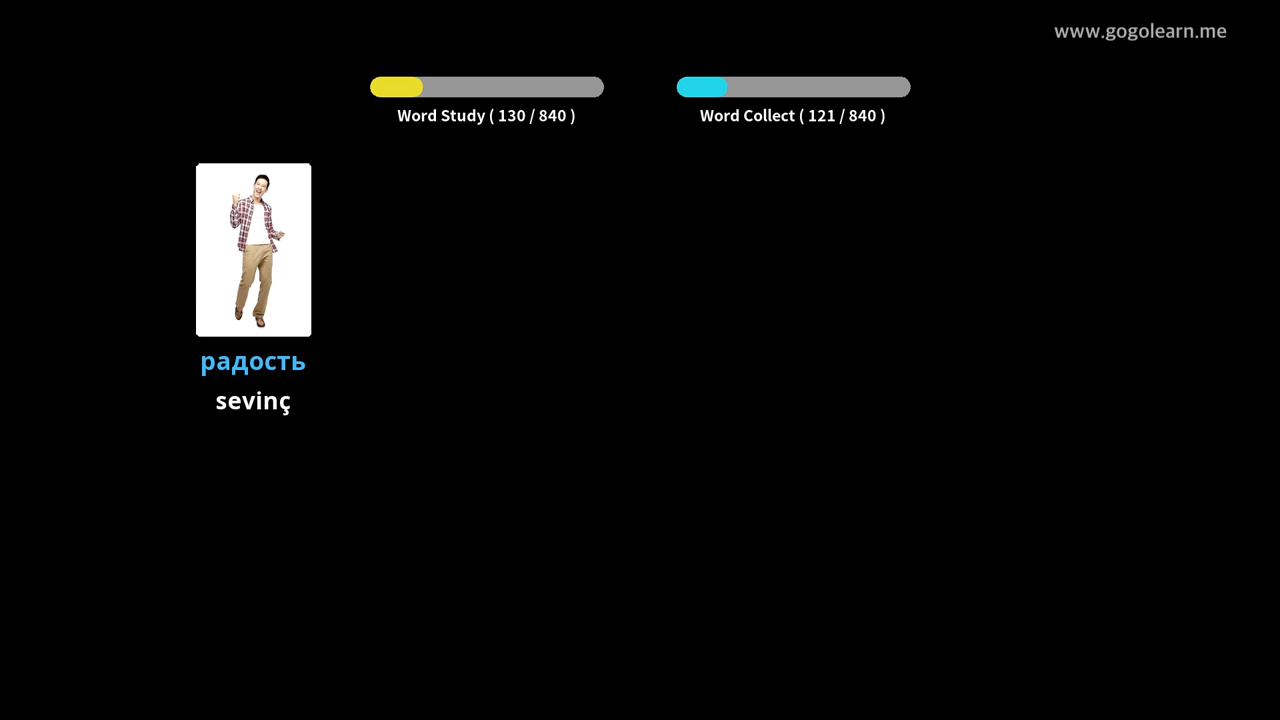 www.gogolearn.me
Word Study ( 130 / 840 )
Word Collect ( 121 / 840 )
радость
sevinç